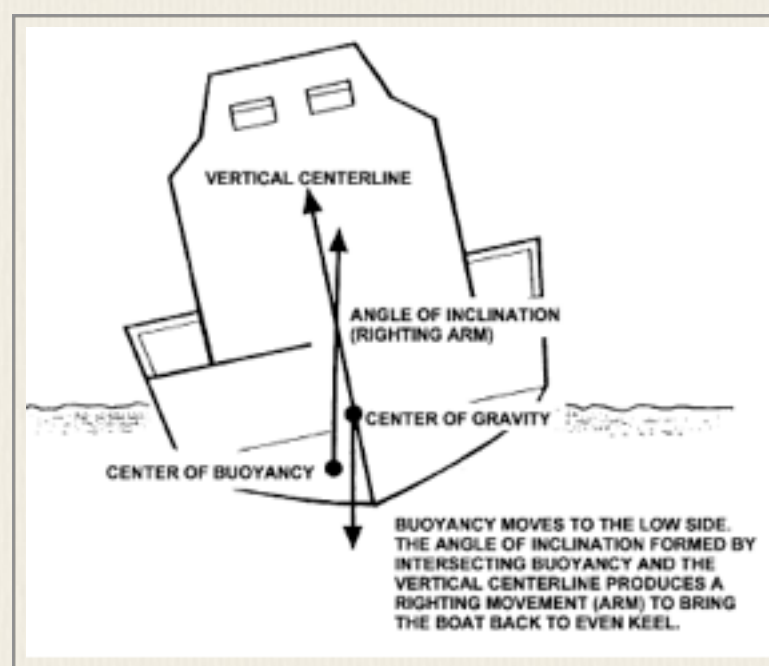 VERTICAL CENTERLINE
ANGLE OF INCLINATION
(RIGHTING ARM)
CENTER OF GRAVITY
CENTER OF BUOYANCY
BUOYANCY MOVES TO THE LOW SIDE.
THE ANGLE OF INCLINATION FORMED BY
INTERSECTING BUOYANCY AND THE
VERTICAL CENTERLINE PRODUCES A
RIGHTING MOVEMENT (ARM) TO BRING
THE BOAT BACK TO EVEN KEEL.